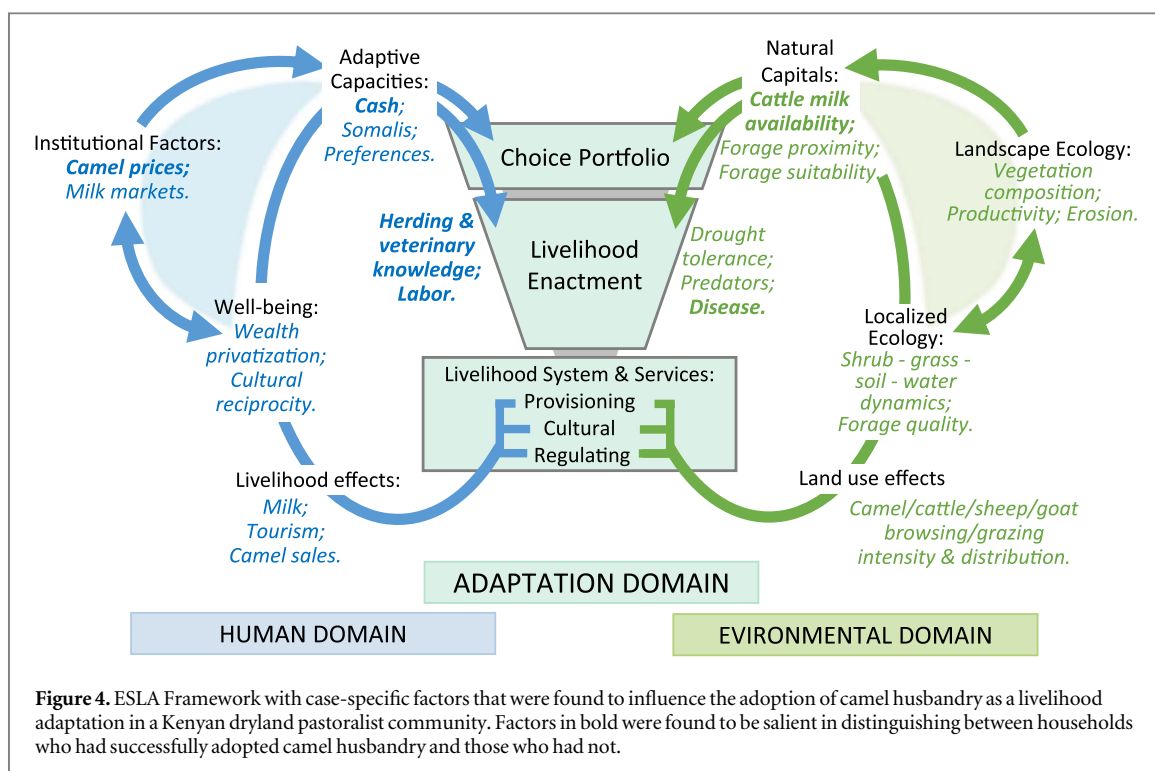 Adaptive
Capacities:
Cash;
Somalis;
Preferences.
Institutional Factors:
Camel prices;
Milk markets.
Herding &
veterinary
knowledge;
Labor.
Well-being:
Wealth
privatization;
Cultural
reciprocity.
Livelihood effects:
Milk;
Tourism;
Camel sales.
Choice Portfolio
Livelihood
Enactment
Livelihood System & Services:
Provisioning
Cultural
Regulating
Natural
Capitals:
Cattle milk
availability;
Forage proximity;
Forage suitability.
Landscape Ecology:
Vegetation
composition;
Productivity; Erosion.
Drought
tolerance;
Predators;
Disease.
Localized
Ecology:
Shrub - grass -
soil - water
dynamics;
Forage quality.
Land use effects
Camel/cattle/sheep/goat
browsing/grazing
intensity & distribution.
ADAPTATION DOMAIN
HUMAN DOMAIN
EVIRONMENTAL DOMAIN
Figure 4. ESLA Framework with case-specific factors that were found to influence the adoption of camel husbandry as a livelihood
adaptation in a Kenyan dryland pastoralist community. Factors in bold were found to be salient in distinguishing between households
who had successfully adopted camel husbandry and those who had not.